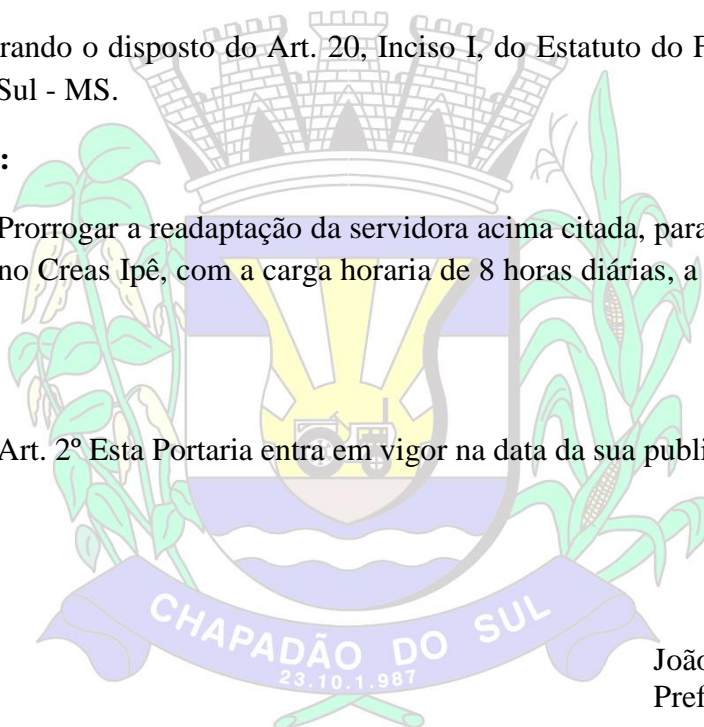 rando o disposto do Art. 20, Inciso I, do Estatuto do F
Sul - MS.
:
Prorrogar a readaptação da servidora acima citada, para
no Creas Ipê, com a carga horaria de 8 horas diárias, a
Art. 2º Esta Portaria entra em vigor na data da sua publi
CHAPADÃO DO SUL
23.10.1.987
João
Pref